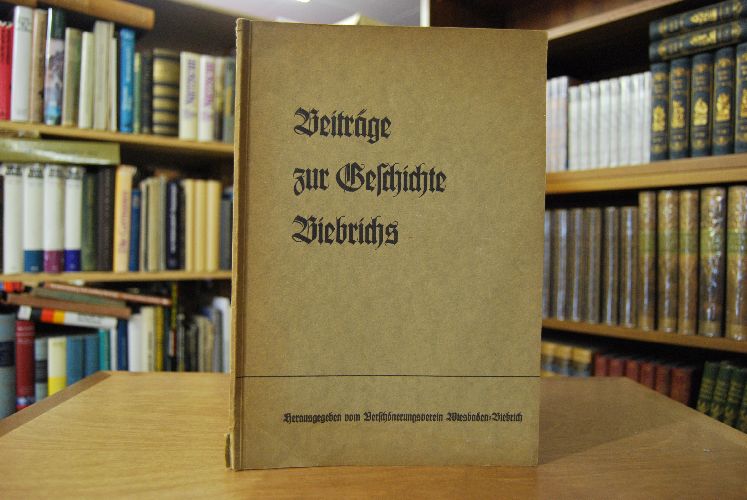 Beiträge
zur Geschichte
Biebrichs
Herausgegeben vom Verschönerungsverein Wiesbaden-Biebrich